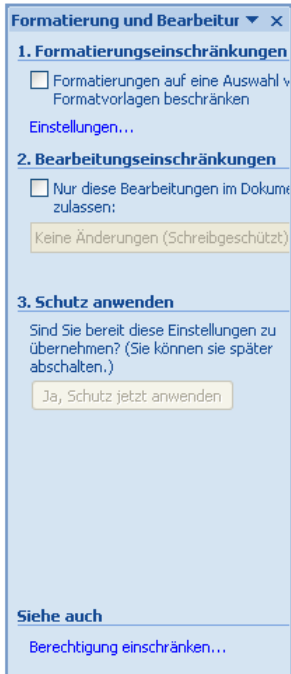 Formatierung und Bearbeitur
1. Formatierungseinschränkungen
Formatierungen auf eine Auswahl v
Formatvorlagen beschränken
Einstellungen...
2. Bearbeitungseinschränkungen
Nur diese Bearbeitungen im Dokume
zulassen:
Keine Änderungen (Schreibgeschützt)
3. Schutz anwenden
Sind Sie bereit diese Einstellungen zu
übernehmen? (Sie können sie später
abschalten.)
Ja, Schutz jetzt anwenden
Siehe auch
Berechtigung einschränken...